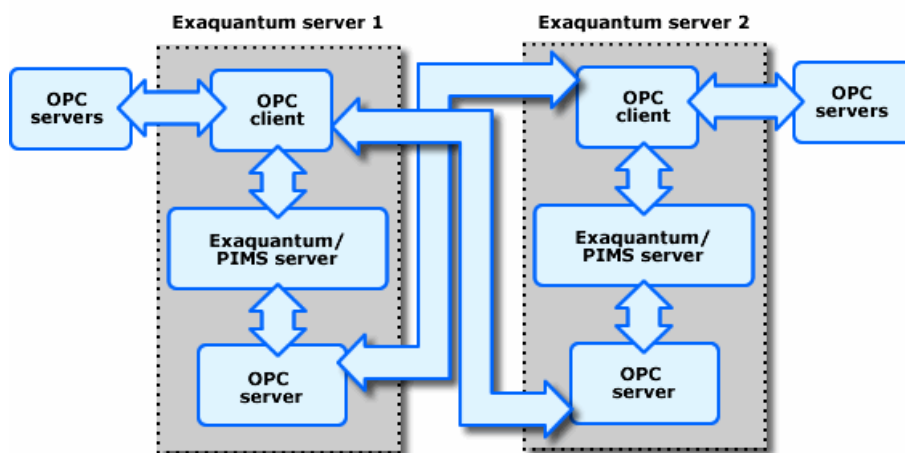 Exaquantum server 1
Exaquantum server 2
OPC
servers
OPC
client
OPC
client
OPC
servers
Exaquantum/
PIMS server
Exaquantum/
PIMS server
OPC
server
OPC
server